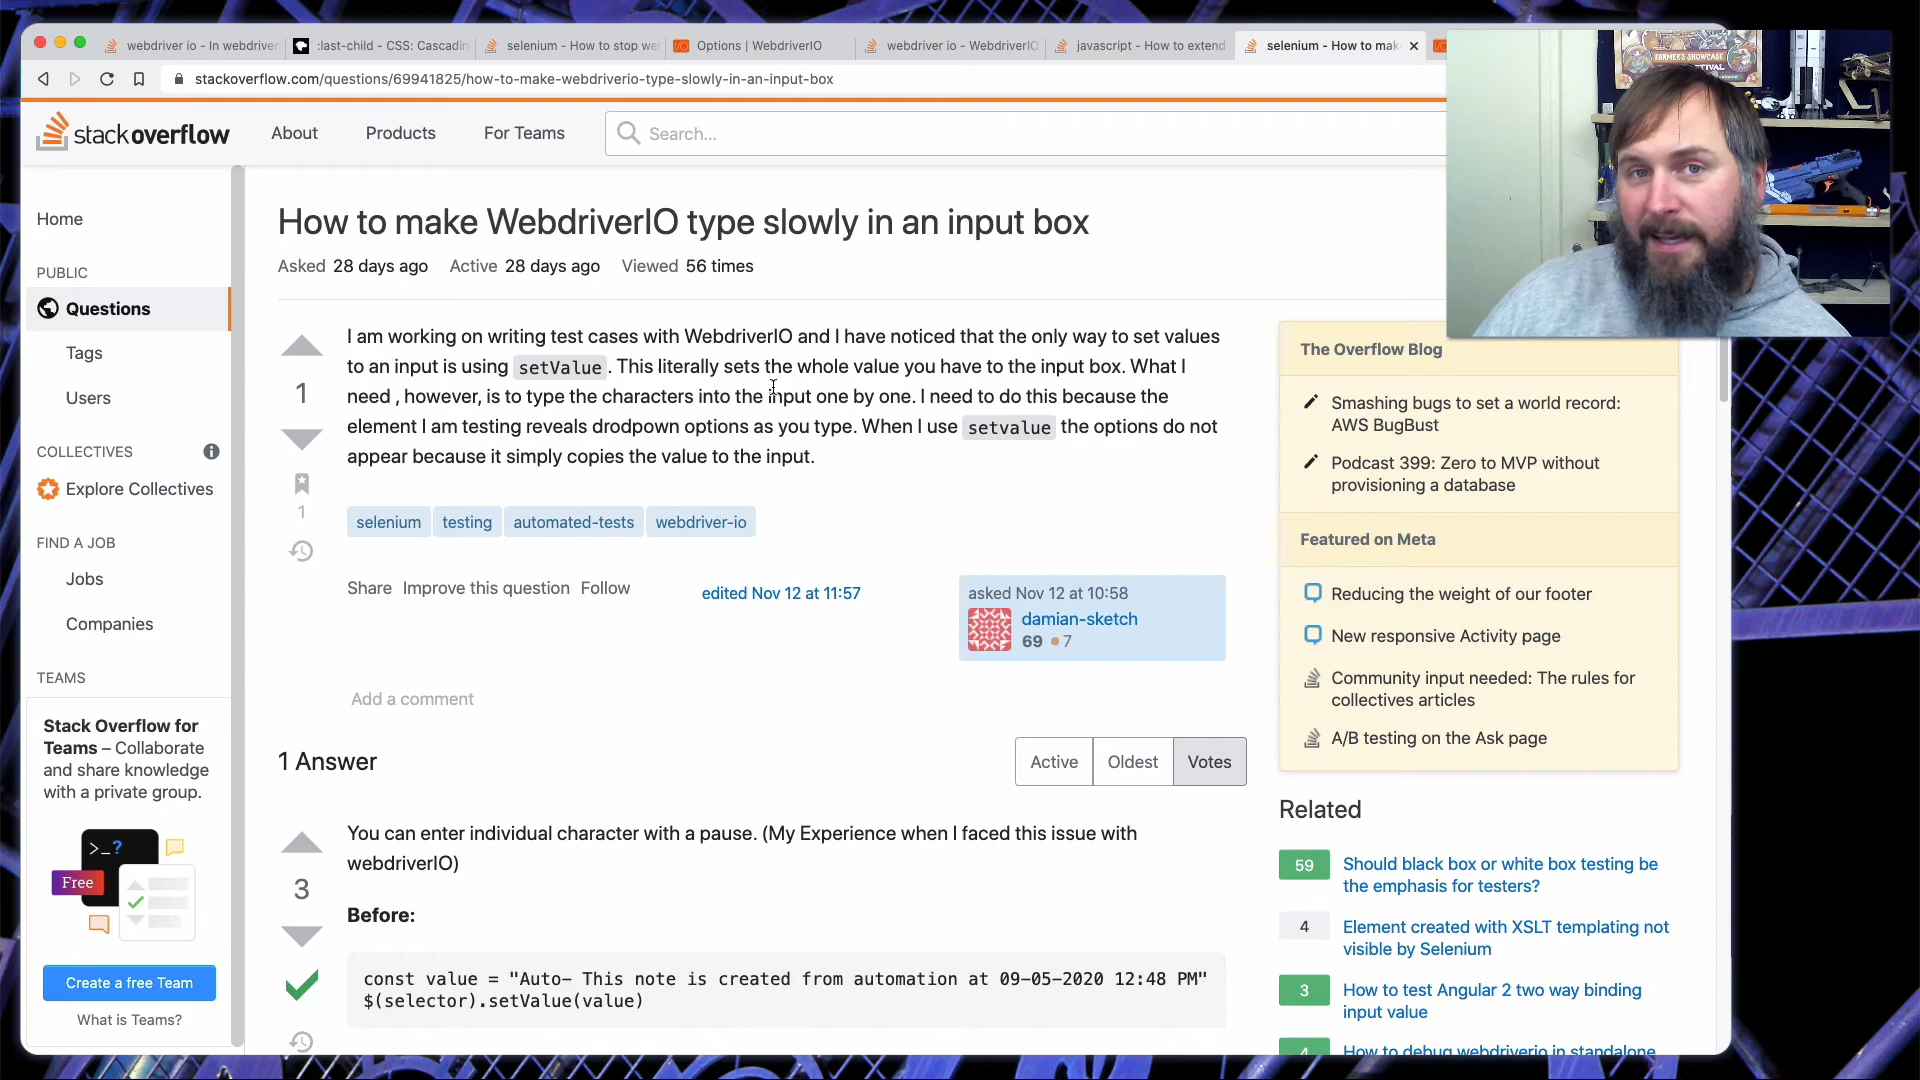 webdriver io - In webdriver
:last-child - CSS: Cascadin
selenium - How to stop we
Options | WebdriverIO
webdriver io - WebdriverIO
javascript - How to extend
selenium - How to mak
stackoverflow.com/questions/69941825/how-to-make-webdriverio-type-slowly-in-an-input-box
stackoverflow
About
Products
For Teams
Search...
Home
PUBLIC
Questions
Tags
Users
COLLECTIVES
Explore Collectives
FIND A JOB
Jobs
Companies
TEAMS
Stack Overflow for
Teams – Collaborate
and share knowledge
with a private group.
>_?
Free
Create a free Team
What is Teams?
How to make WebdriverIO type slowly in an input box
Asked 28 days ago Active 28 days ago Viewed 56 times
1
I am working on writing test cases with WebdriverIO and I have noticed that the only way to set values
to an input is using setValue. This literally sets the whole value you have to the input box. What I
need , however, is to type the characters into the input one by one. I need to do this because the
element I am testing reveals drodpown options as you type. When I use setvalue the options do not
appear because it simply copies the value to the input.
1
selenium testing automated-tests webdriver-io
Share Improve this question Follow
edited Nov 12 at 11:57
asked Nov 12 at 10:58
damian-sketch
69 7
Add a comment
1 Answer
Active Oldest Votes
3
You can enter individual character with a pause. (My Experience when I faced this issue with
webdriverIO)
Before:
const value = "Auto- This note is created from automation at 09-05-2020 12:48 PM"
$(selector).setValue(value)
The Overflow Blog
Smashing bugs to set a world record:
AWS BugBust
Podcast 399: Zero to MVP without
provisioning a database
Featured on Meta
Reducing the weight of our footer
New responsive Activity page
Community input needed: The rules for
collectives articles
A/B testing on the Ask page
Related
59 Should black box or white box testing be
the emphasis for testers?
4 Element created with XSLT templating not
visible by Selenium
3 How to test Angular 2 two way binding
input value
4 How to debug webdriverio in standalone
FARMER'S SHOWCASE